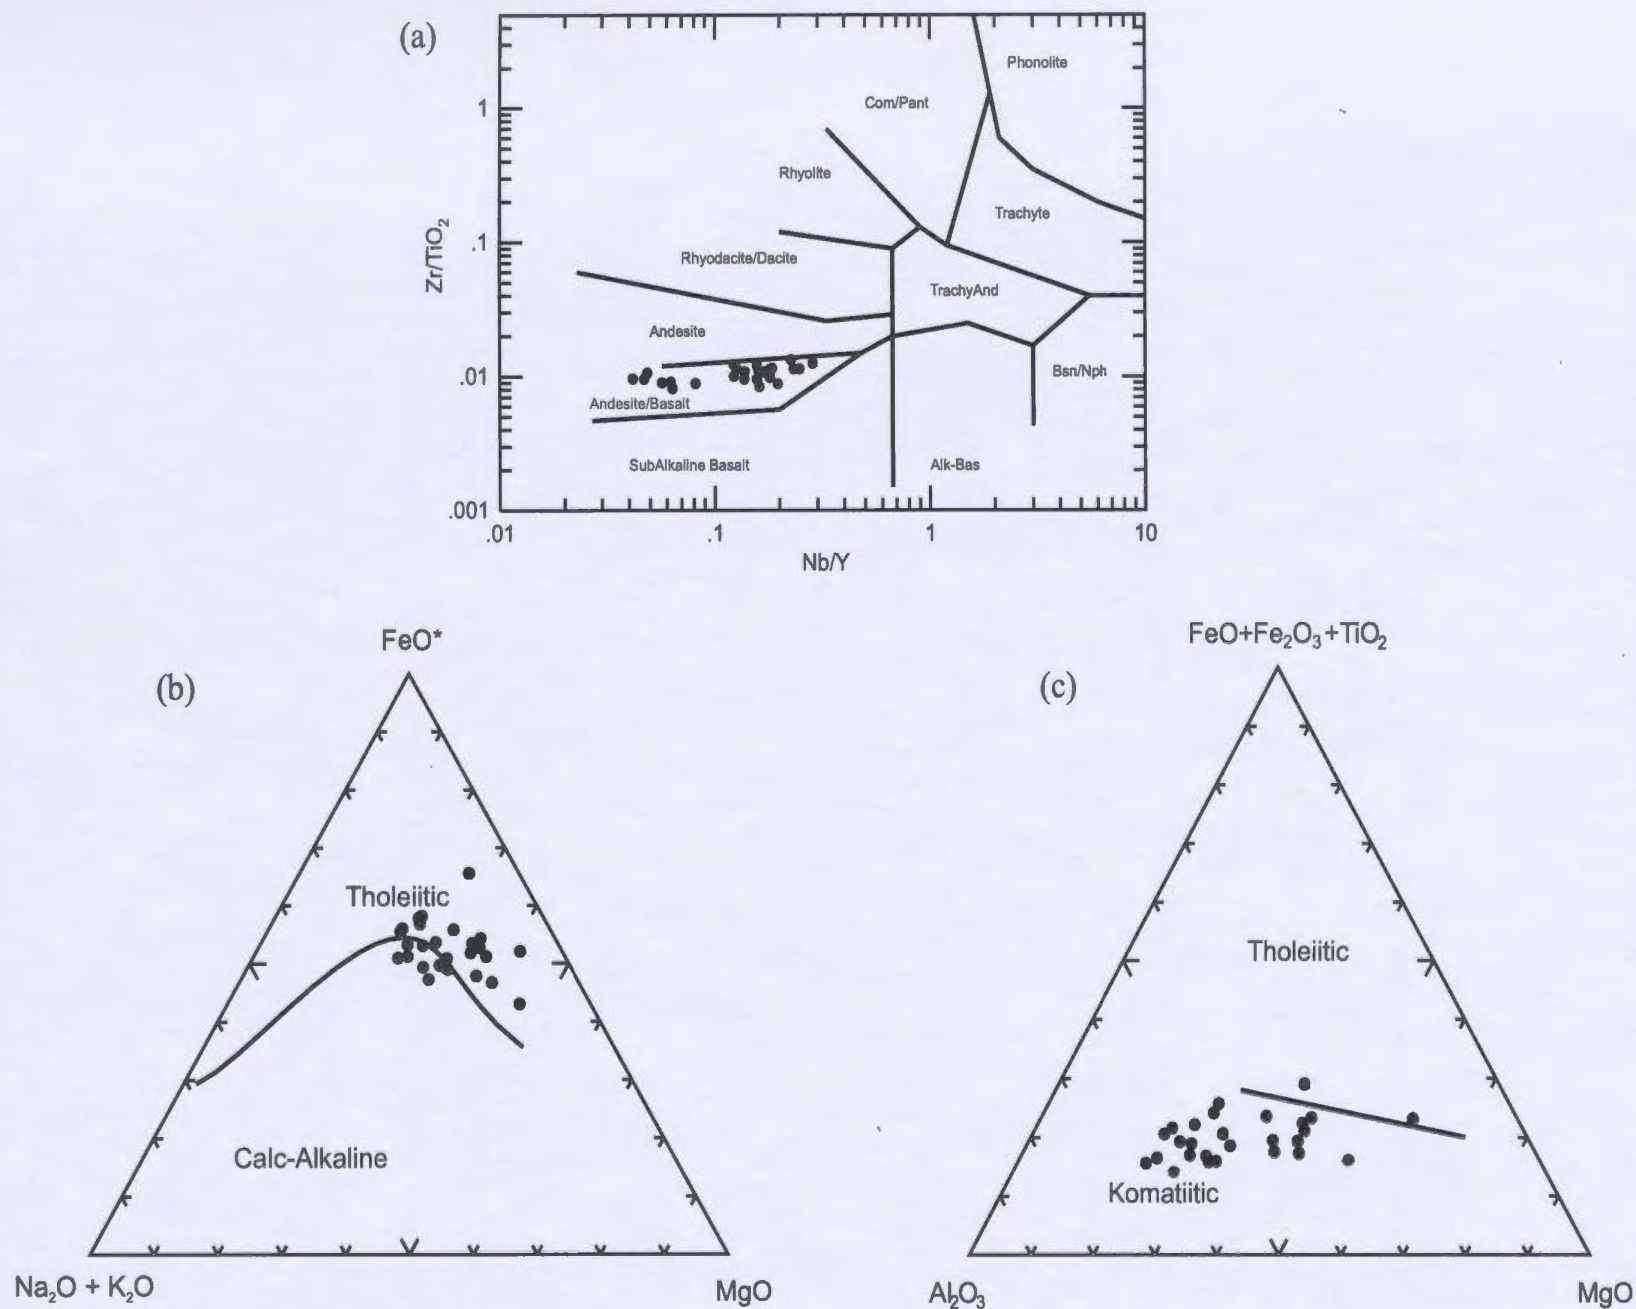 (a)
Phonolite
Com/Pant
1
Rhyolite
Trachyte
.1
Rhyodacite/Dacite
TrachyAnd
Zr/TiO₂
Andesite
Bsn/Nph
.01
Andesite/Basalt
SubAlkaline Basalt
Alk-Bas
.001
.01 .1 1 10
Nb/Y
FeO*
(b)
Tholeiitic
Calc-Alkaline
Na₂O + K₂O
MgO
FeO+Fe₂O₃+TiO₂
(c)
Tholeiitic
Komatiitic
Al₂O₃
MgO